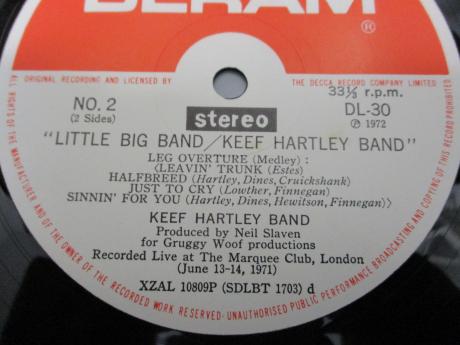 DERAM
®
ORIGINAL RECORDING AND LICENSED BY THE DECCA RECORD COMPANY LIMITED
NO. 2
(2 Sides)
stereo
33⅓ r.p.m.
DL-30
Ⓟ 1972
"LITTLE BIG BAND/KEEF HARTLEY BAND"
LEG OVERTURE (Medley) :
〈LEAVIN' TRUNK (Estes)
HALFBREED (Hartley, Dines, Cruickshank)
JUST TO CRY (Lowther, Finnegan)
SINNIN' FOR YOU (Hartley, Dines, Hewitson, Finnegan)〉
KEEF HARTLEY BAND
Produced by Neil Slaven
for Gruggy Woof productions
Recorded Live at The Marquee Club, London
(June 13-14, 1971)
XZAL 10809P (SDLBT 1703) d
ALL RIGHTS OF THE MANUFACTURER AND OF THE OWNER OF THE RECORDED WORK RESERVED. UNAUTHORISED PUBLIC PERFORMANCE BROADCASTING AND COPYING OF THIS RECORD PROHIBITED